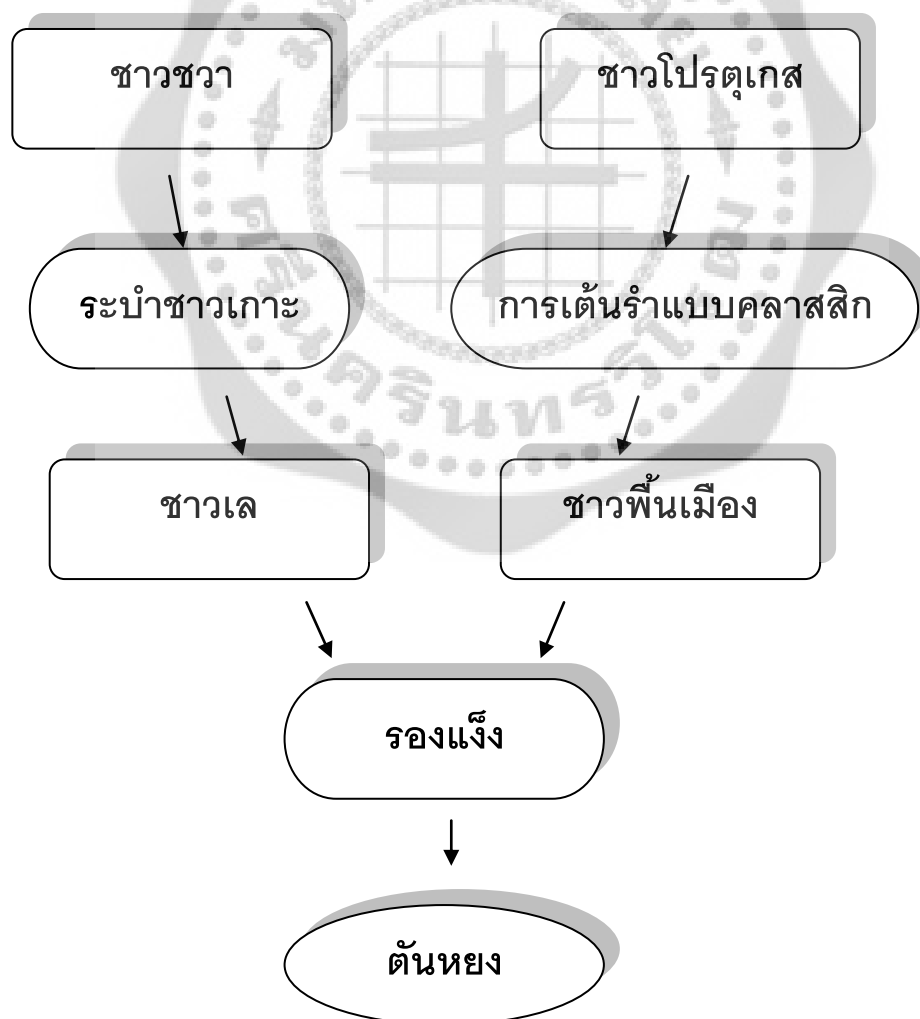 ชาวชวา
ชาวโปรตุเกส
ระบำชาวเกาะ
การเต้นรำแบบคลาสสิก
ชาวเล
ชาวพื้นเมือง
รองแง็ง
ตันหยง